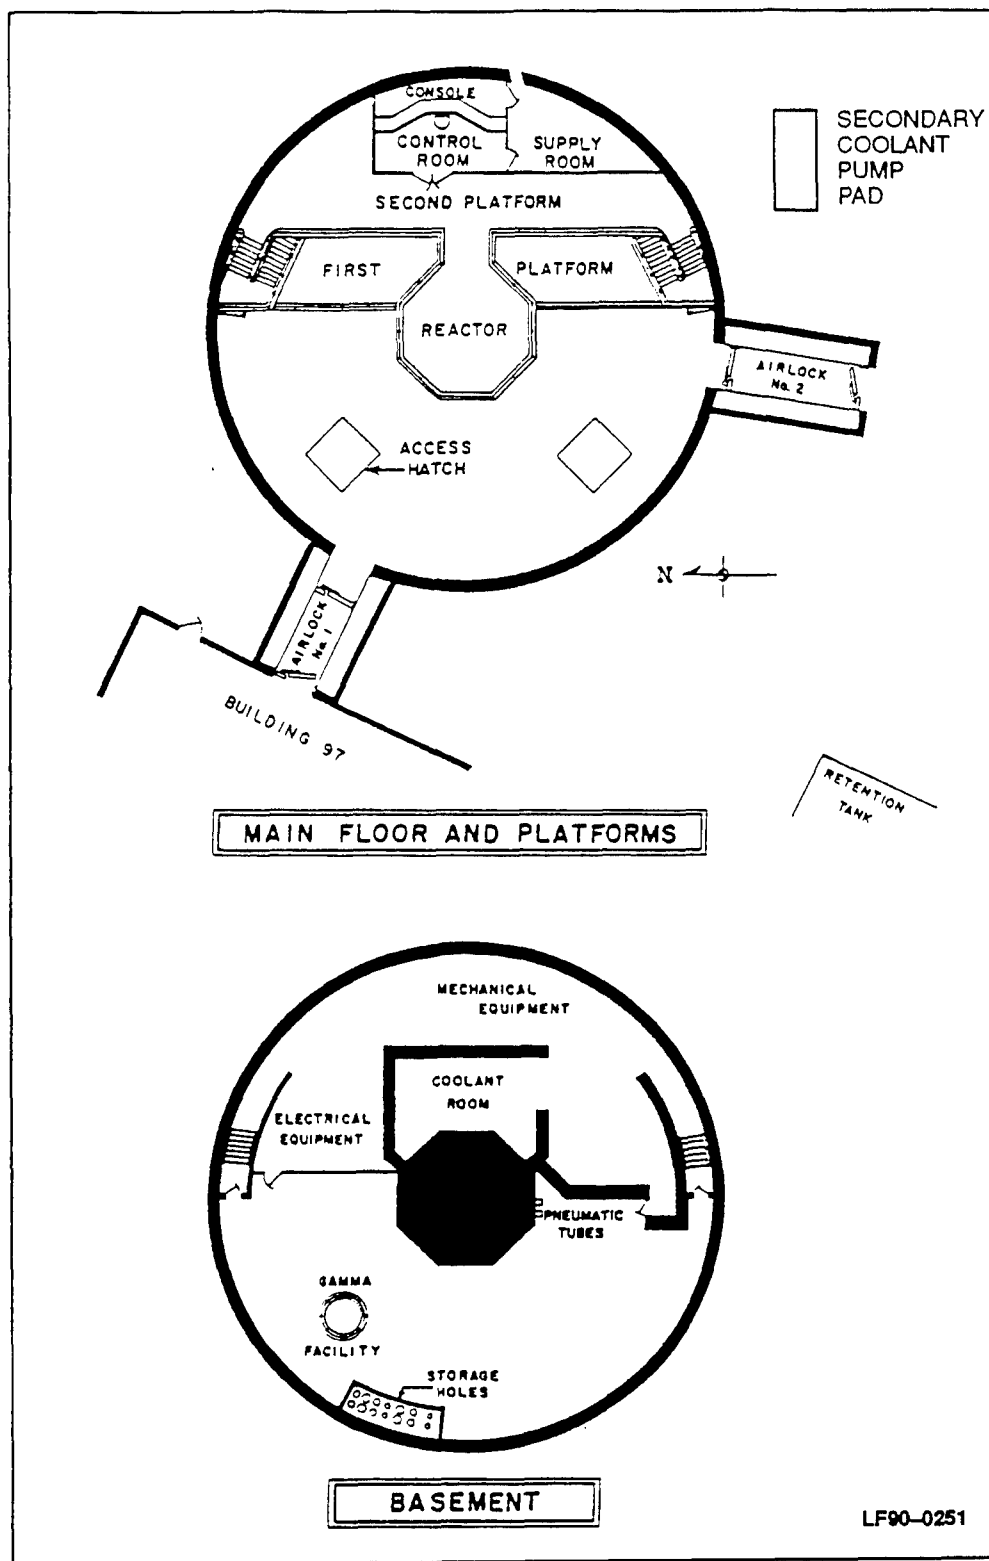 CONSOLE
CONTROL
ROOM
SUPPLY
ROOM
SECOND PLATFORM
SECONDARY
COOLANT
PUMP
PAD
FIRST
PLATFORM
REACTOR
AIRLOCK
No. 2
ACCESS
HATCH
N
AIRLOCK
No. 1
BUILDING 97
RETENTION
TANK
MAIN FLOOR AND PLATFORMS
MECHANICAL
EQUIPMENT
COOLANT
ROOM
ELECTRICAL
EQUIPMENT
PNEUMATIC
TUBES
GAMMA
FACILITY
STORAGE
HOLES
BASEMENT
LF90-0251